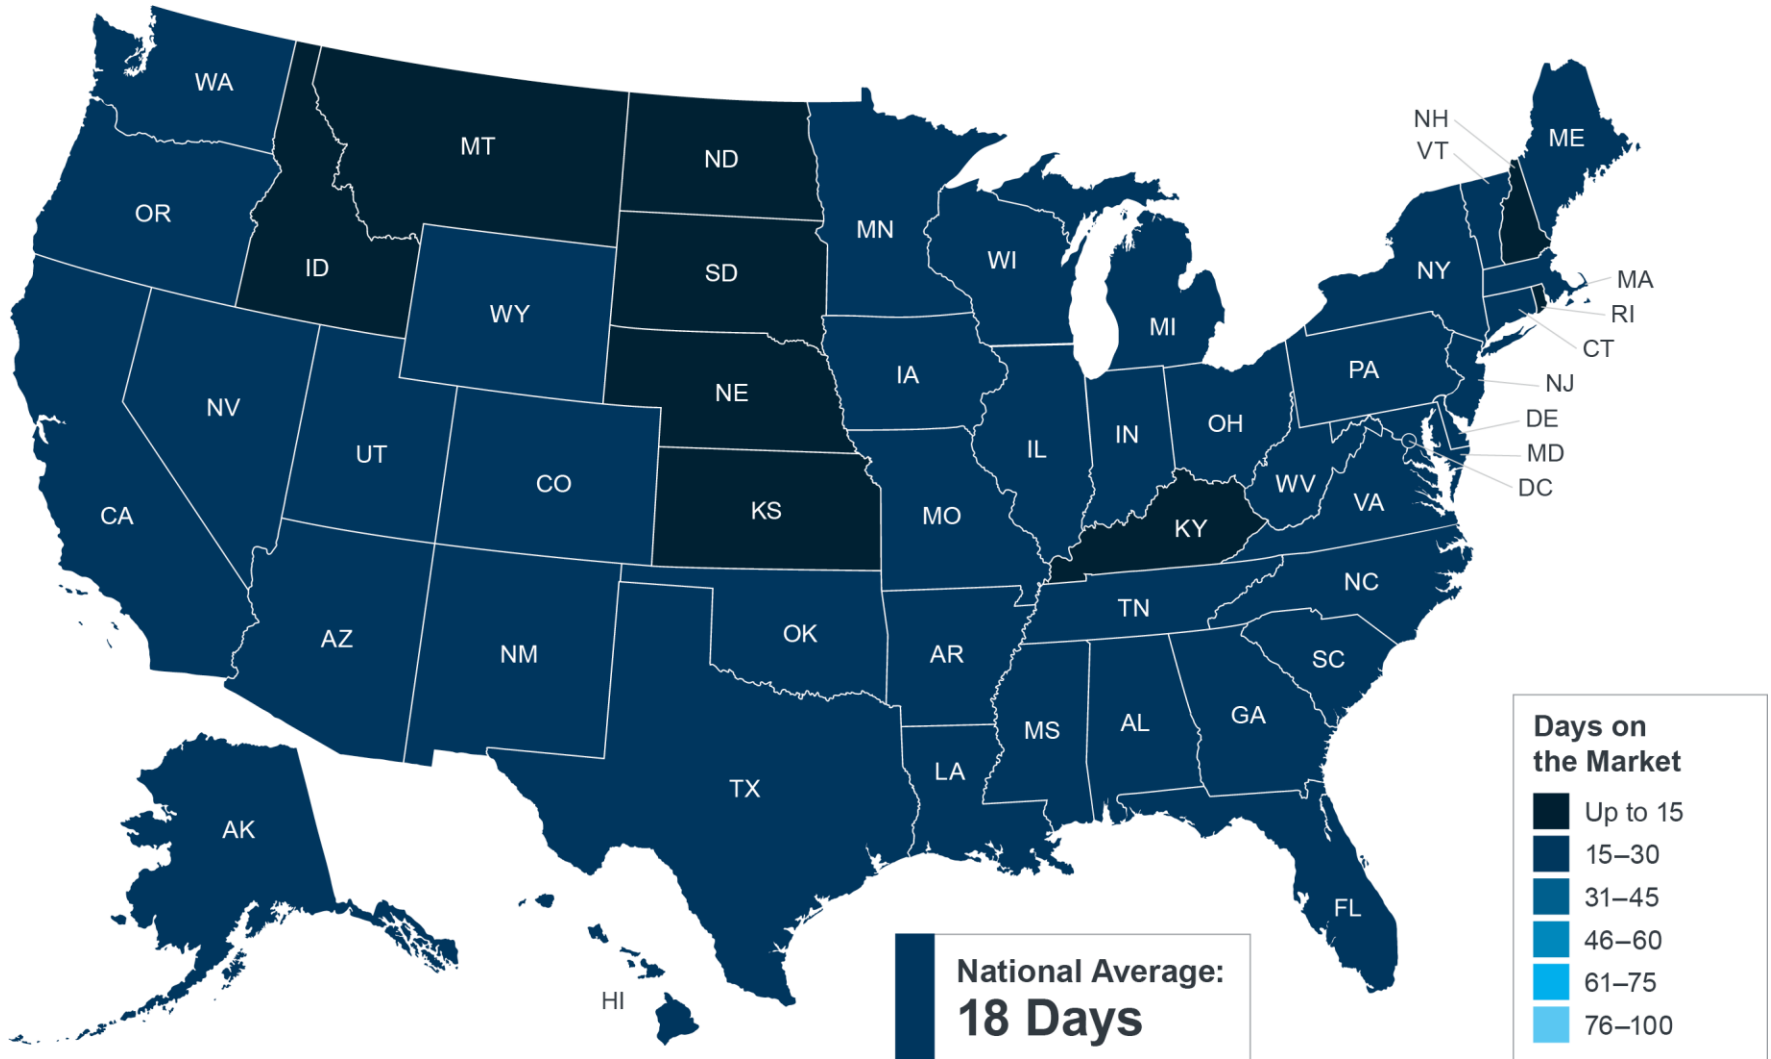 WA
MT
ND
MN
OR
ID
SD
WI
MI
WY
NH
VT
ME
NY
MA
RI
CT
NJ
DE
MD
DC
PA
NV
UT
CO
NE
IA
IL
IN
OH
WV
VA
CA
KS
MO
KY
AZ
NM
OK
AR
TN
NC
SC
TX
LA
MS
AL
GA
FL
AK
HI
National Average:
18 Days
Days on
the Market
Up to 15
15–30
31–45
46–60
61–75
76–100